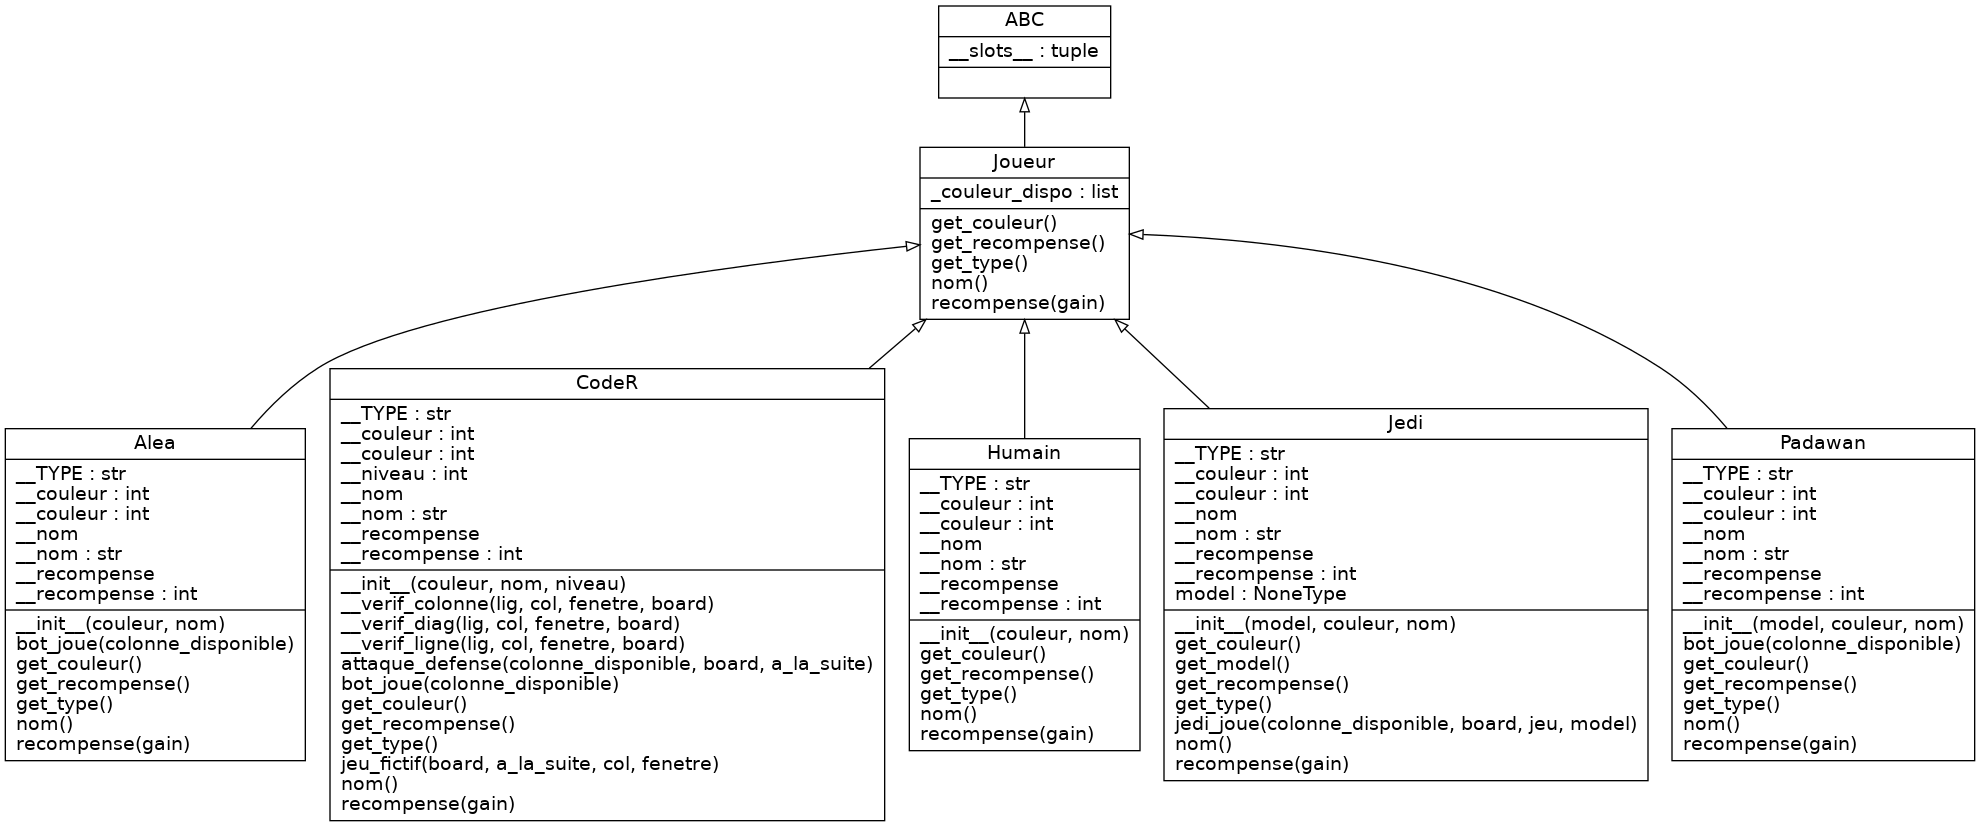 ABC
__slots__ : tuple
Joueur
_couleur_dispo : list
get_couleur()
get_recompense()
get_type()
nom()
recompense(gain)
Alea
__TYPE : str
__couleur : int
__couleur : int
__nom
__nom : str
__recompense
__recompense : int
__init__(couleur, nom)
bot_joue(colonne_disponible)
get_couleur()
get_recompense()
get_type()
nom()
recompense(gain)
CodeR
__TYPE : str
__couleur : int
__couleur : int
__niveau : int
__nom
__nom : str
__recompense
__recompense : int
__init__(couleur, nom, niveau)
__verif_colonne(lig, col, fenetre, board)
__verif_diag(lig, col, fenetre, board)
__verif_ligne(lig, col, fenetre, board)
attaque_defense(colonne_disponible, board, a_la_suite)
bot_joue(colonne_disponible)
get_couleur()
get_recompense()
get_type()
jeu_fictif(board, a_la_suite, col, fenetre)
nom()
recompense(gain)
Humain
__TYPE : str
__couleur : int
__couleur : int
__nom
__nom : str
__recompense
__recompense : int
__init__(couleur, nom)
get_couleur()
get_recompense()
get_type()
nom()
recompense(gain)
Jedi
__TYPE : str
__couleur : int
__couleur : int
__nom
__nom : str
__recompense
__recompense : int
model : NoneType
__init__(model, couleur, nom)
get_couleur()
get_model()
get_recompense()
get_type()
jedi_joue(colonne_disponible, board, jeu, model)
nom()
recompense(gain)
Padawan
__TYPE : str
__couleur : int
__couleur : int
__nom
__nom : str
__recompense
__recompense : int
__init__(model, couleur, nom)
bot_joue(colonne_disponible)
get_couleur()
get_recompense()
get_type()
nom()
recompense(gain)